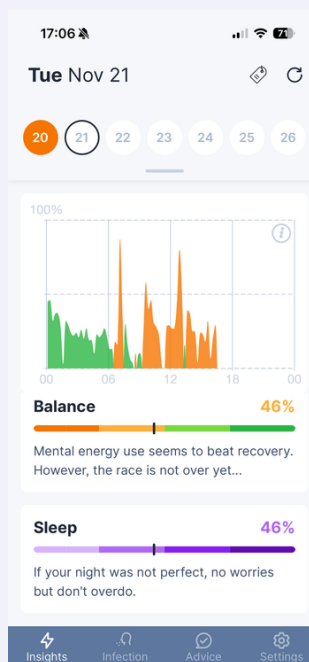 17:06
71
Tue Nov 21
20 21 22 23 24 25 26
100%
i
00 06 12 18 00
Balance 46%
Mental energy use seems to beat recovery.
However, the race is not over yet...
Sleep 46%
If your night was not perfect, no worries
but don't overdo.
Insights Infection Advice Settings